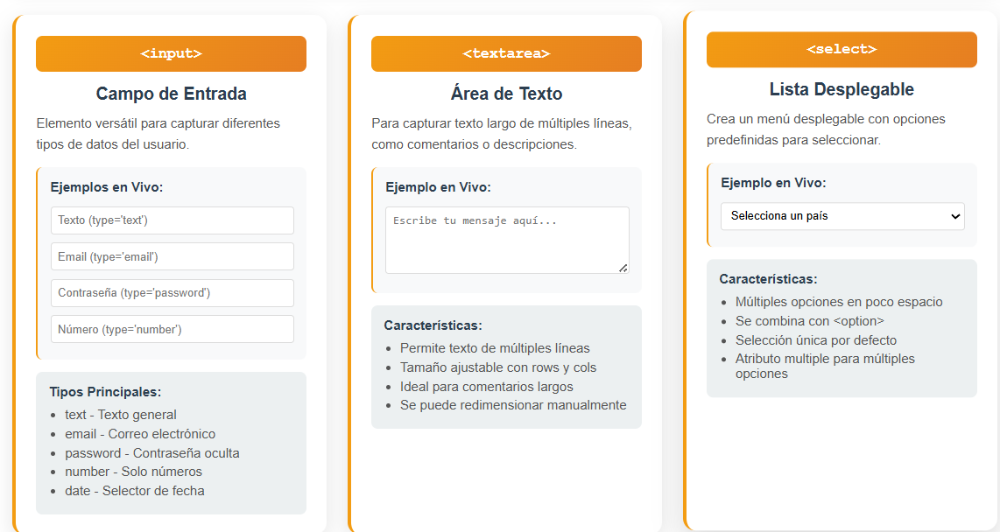 <input>
Campo de Entrada
Elemento versátil para capturar diferentes
tipos de datos del usuario.
Ejemplos en Vivo:
Texto (type='text')
Email (type='email')
Contraseña (type='password')
Número (type='number')
Tipos Principales:
text - Texto general
email - Correo electrónico
password - Contraseña oculta
number - Solo números
date - Selector de fecha
<textarea>
Área de Texto
Para capturar texto largo de múltiples líneas,
como comentarios o descripciones.
Ejemplo en Vivo:
Escribe tu mensaje aquí...
Características:
Permite texto de múltiples líneas
Tamaño ajustable con rows y cols
Ideal para comentarios largos
Se puede redimensionar manualmente
<select>
Lista Desplegable
Crea un menú desplegable con opciones
predefinidas para seleccionar.
Ejemplo en Vivo:
Selecciona un país
Características:
Múltiples opciones en poco espacio
Se combina con <option>
Selección única por defecto
Atributo multiple para múltiples
opciones